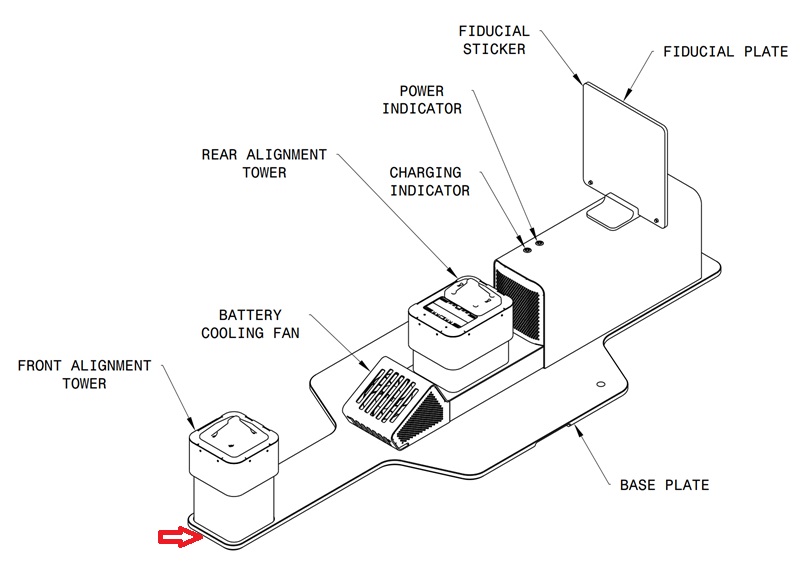 FIDUCIAL
STICKER
FIDUCIAL PLATE
POWER
INDICATOR
REAR ALIGNMENT
TOWER
CHARGING
INDICATOR
BATTERY
COOLING FAN
FRONT ALIGNMENT
TOWER
BASE PLATE